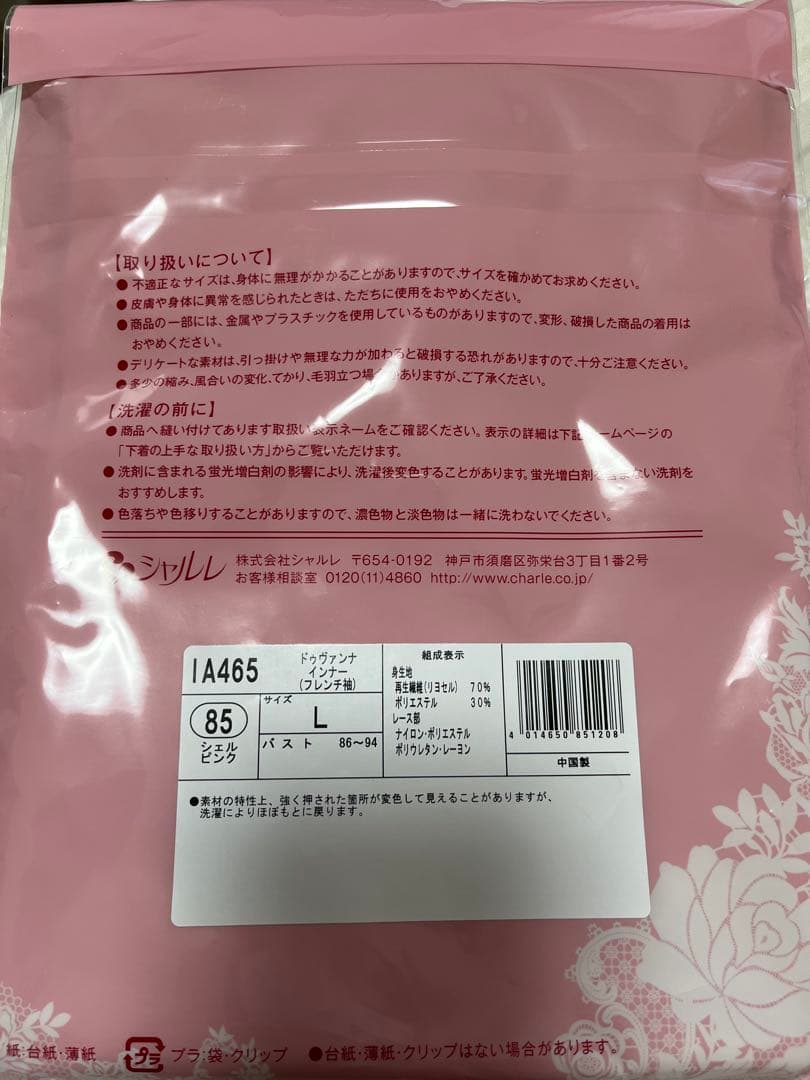 【取り扱いについて】
●不適正なサイズは、身体に無理がかかることがありますので、サイズを確かめてお求めください。
●皮膚や身体に異常を感じられたときは、ただちに使用をおやめください。
●商品の一部には、金属やプラスチックを使用しているものがありますので、変形、破損した商品の着用は
おやめください。
●デリケートな素材は、引っ掛けや無理な力が加わると破損する恐れがありますので、十分ご注意ください。
●多少の縮み、風合いの変化、てかり、毛羽立つ場合がありますが、ご了承ください。
【洗濯の前に】
●商品へ縫い付けてあります取扱い表示ネームをご確認ください。表示の詳細は下記ホームページの
「下着の上手な取り扱い方」からご覧いただけます。
●洗剤に含まれる蛍光増白剤の影響により、洗濯後変色することがあります。蛍光増白剤を含まない洗剤を
おすすめします。
●色落ちや色移りすることがありますので、濃色物と淡色物は一緒に洗わないでください。
シャルレ 株式会社シャルレ 〒654-0192 神戸市須磨区弥栄台3丁目1番2号
お客様相談室 0120(11)4860 http://www.charle.co.jp/
IA465
ドゥヴァンナ
インナー
(フレンチ袖)
85
シェル
ピンク
サイズ
L
バスト 86〜94
組成表示
身生地
再生繊維(リヨセル) 70%
ポリエステル 30%
レース部
ナイロン・ポリエステル
ポリウレタン・レーヨン
4 014650 851208
中国製
●素材の特性上、強く押された箇所が変色して見えることがありますが、
洗濯によりほぼもとに戻ります。
紙:台紙・薄紙 プラ プラ:袋・クリップ ●台紙・薄紙・クリップはない場合があります。